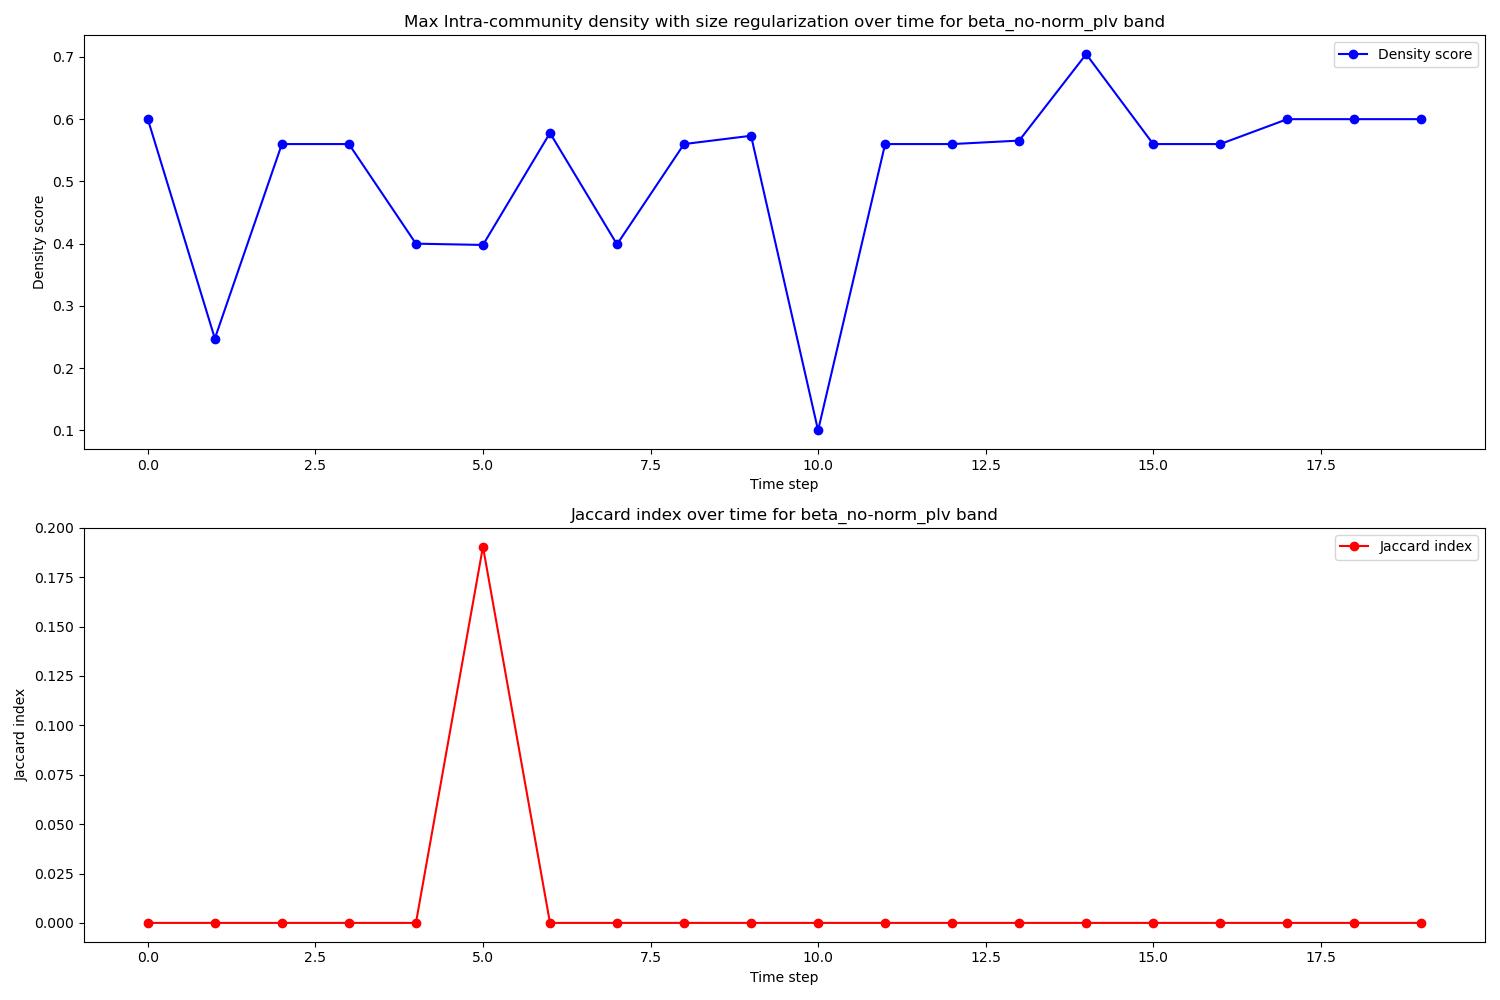 Max Intra-community density with size regularization over time for beta_no-norm_plv band
Density score
0.7
0.6
0.5
0.4
0.3
0.2
0.1
Density score
0.0 2.5 5.0 7.5 10.0 12.5 15.0 17.5
Time step
Jaccard index over time for beta_no-norm_plv band
Jaccard index
0.200
0.175
0.150
0.125
0.100
0.075
0.050
0.025
0.000
Jaccard index
0.0 2.5 5.0 7.5 10.0 12.5 15.0 17.5
Time step